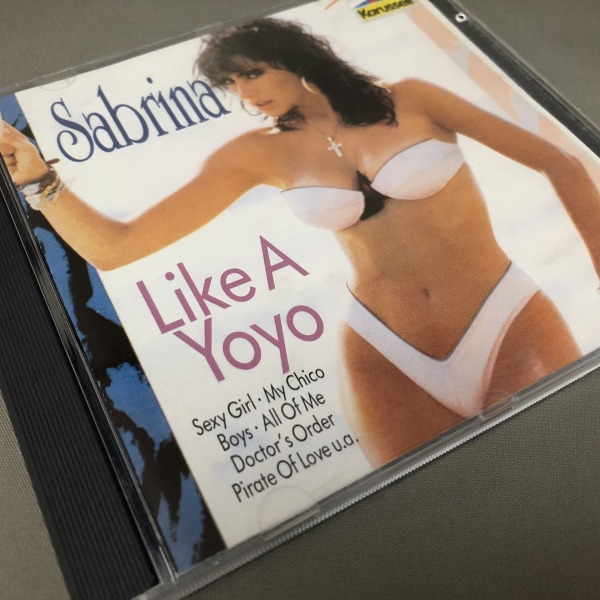 Karussell
Sabrina
Like A
Yoyo
Sexy Girl · My Chico
Boys · All Of Me
Doctor's Order
Pirate Of Love u.a.